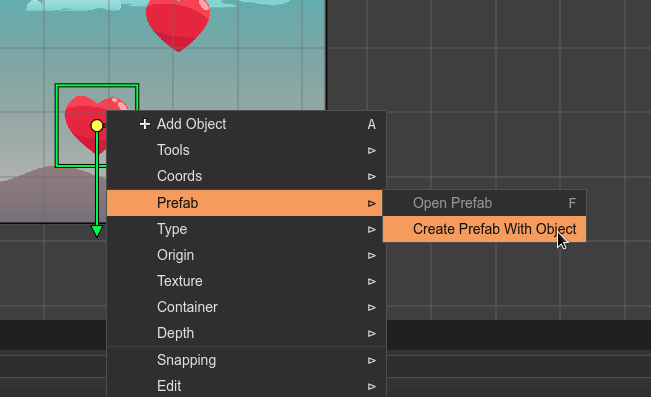 Add Object A
Tools
Coords
Prefab
Open Prefab F
Type
Create Prefab With Object
Origin
Texture
Container
Depth
Snapping
Edit